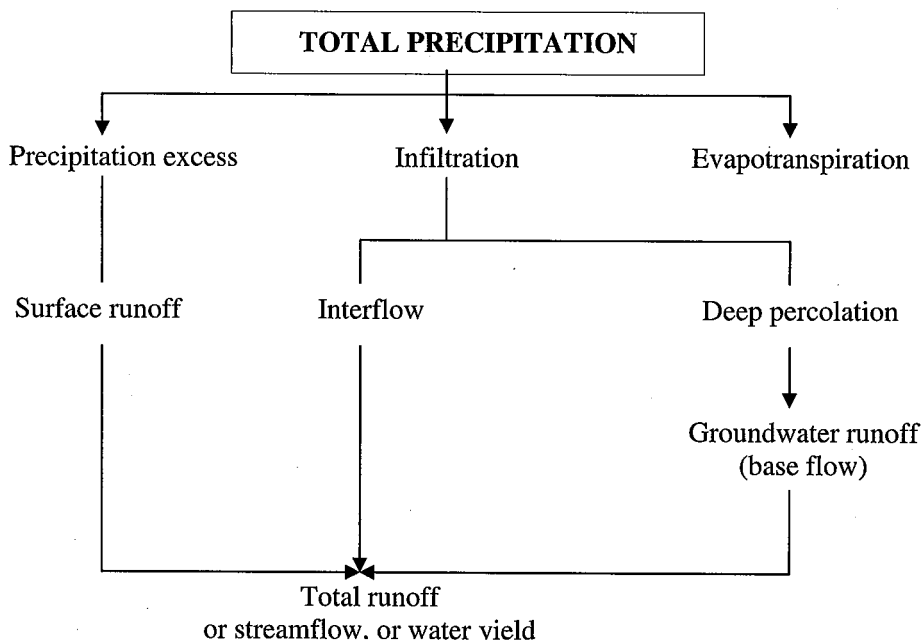 TOTAL PRECIPITATION
Precipitation excess
Infiltration
Evapotranspiration
Surface runoff
Interflow
Deep percolation
Groundwater runoff
(base flow)
Total runoff
or streamflow, or water yield